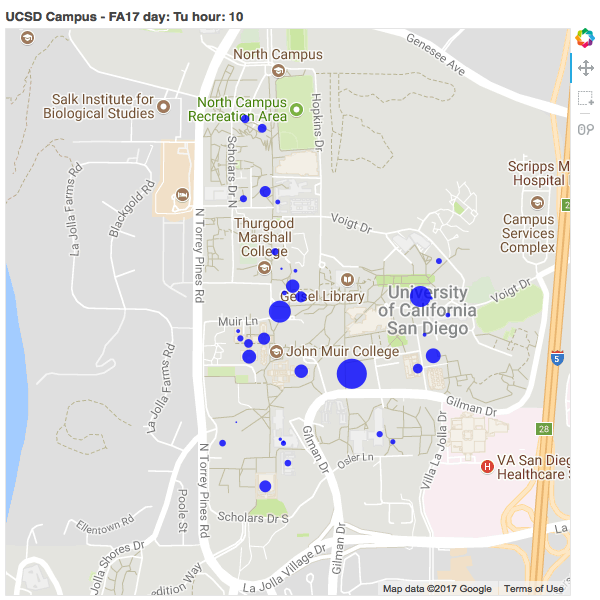 UCSD Campus - FA17 day: Tu hour: 10
Genesee Ave
North Campus
Salk Institute for
Biological Studies
North Campus
Recreation Area
Hopkins Dr
Scholars Dr N
La Jolla Farms Rd
Blackgold Rd
Scripps M
Hospital
2
N Torrey Pines Rd
Thurgood
Marshall
College
Voigt Dr
Campus
Services
Complex
Geisel Library
University
of California
San Diego
Voigt Dr
Muir Ln
John Muir College
5
La Jolla Farms Rd
Gilman Dr
28
N Torrey Pines Rd
Gilman Dr
Osler Ln
Villa La Jolla Dr
VA San Dieg
Healthcare S
H
Poole St
Ellentown Rd
Scholars Dr S
La
La Jolla Shores Dr
edition Way
La Jolla Village Dr
Gilman Dr
Map data ©2017 Google
Terms of Use